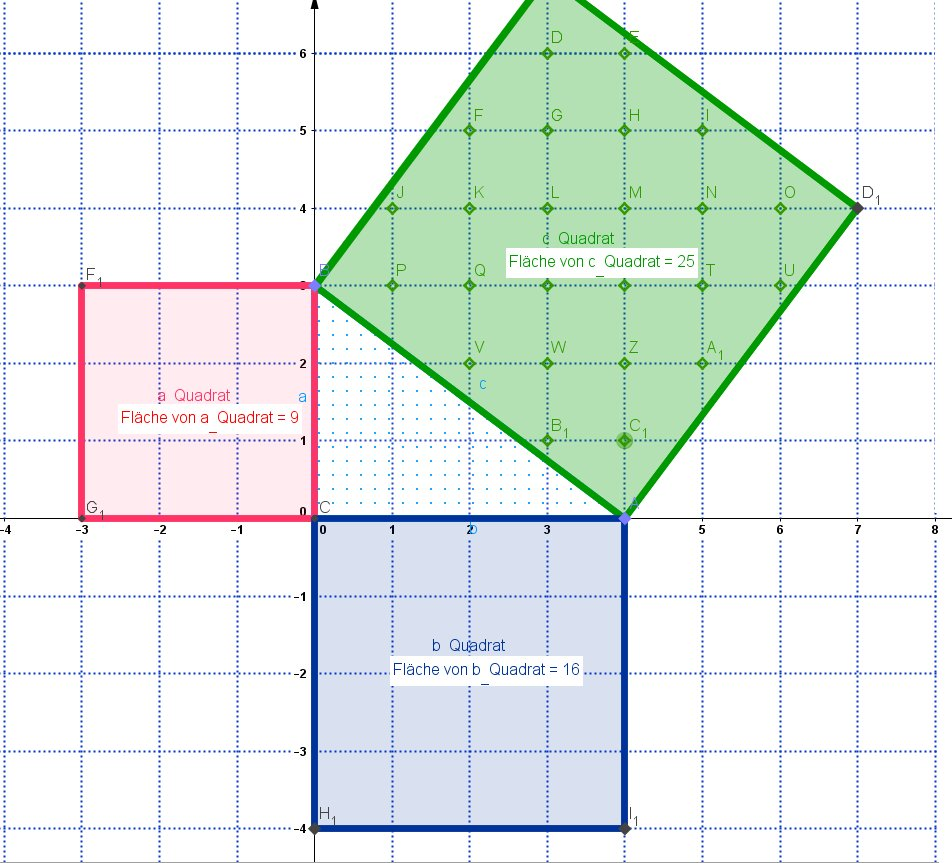 6
D
E
5
F
G
H
I
4
J
K
L
M
N
O
D₁
c_Quadrat
Fläche von c_Quadrat = 25
B
3
P
Q
T
U
F₁
2
V
W
Z
A₁
c
a
a_Quadrat
Fläche von a_Quadrat = 9
1
B₁
C₁
G₁
0
C
A
-4 -3 -2 -1 0 1 2 3 5 6 7 8
b
-1
b_Quadrat
Fläche von b_Quadrat = 16
-2
-3
-4
H₁
I₁